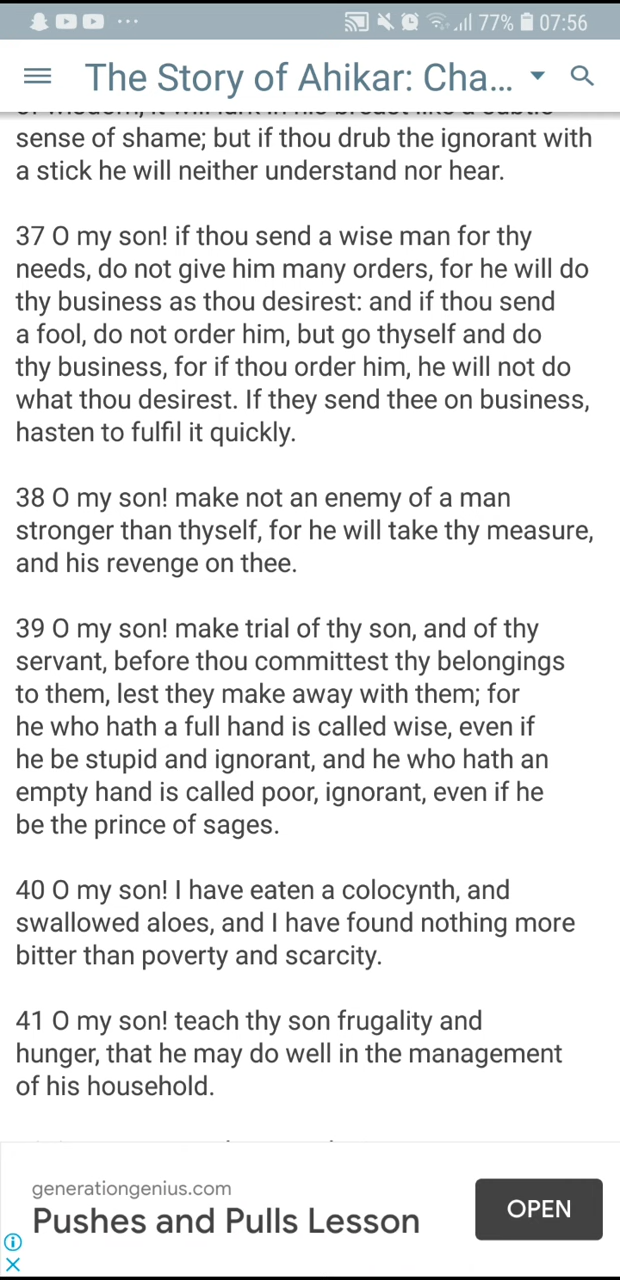 77% 07:56
The Story of Ahikar: Cha...
sense of shame; but if thou drub the ignorant with
a stick he will neither understand nor hear.
37 O my son! if thou send a wise man for thy
needs, do not give him many orders, for he will do
thy business as thou desirest: and if thou send
a fool, do not order him, but go thyself and do
thy business, for if thou order him, he will not do
what thou desirest. If they send thee on business,
hasten to fulfil it quickly.
38 O my son! make not an enemy of a man
stronger than thyself, for he will take thy measure,
and his revenge on thee.
39 O my son! make trial of thy son, and of thy
servant, before thou committest thy belongings
to them, lest they make away with them; for
he who hath a full hand is called wise, even if
he be stupid and ignorant, and he who hath an
empty hand is called poor, ignorant, even if he
be the prince of sages.
40 O my son! I have eaten a colocynth, and
swallowed aloes, and I have found nothing more
bitter than poverty and scarcity.
41 O my son! teach thy son frugality and
hunger, that he may do well in the management
of his household.
generationgenius.com
Pushes and Pulls Lesson
OPEN